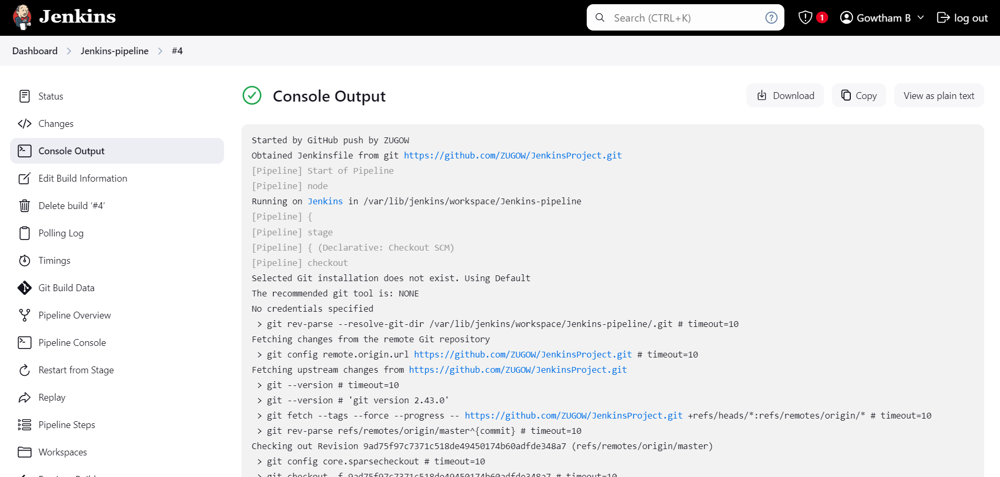 Jenkins
Search (CTRL+K)
?
1
Gowtham B
log out
Dashboard
Jenkins-pipeline
#4
Status
Changes
Console Output
Edit Build Information
Delete build ‘#4’
Polling Log
Timings
Git Build Data
Pipeline Overview
Pipeline Console
Restart from Stage
Replay
Pipeline Steps
Workspaces
Console Output
Download
Copy
View as plain text
Started by GitHub push by ZUGOW
Obtained Jenkinsfile from git https://github.com/ZUGOW/JenkinsProject.git
[Pipeline] Start of Pipeline
[Pipeline] node
Running on Jenkins in /var/lib/jenkins/workspace/Jenkins-pipeline
[Pipeline] {
[Pipeline] stage
[Pipeline] { (Declarative: Checkout SCM)
[Pipeline] checkout
Selected Git installation does not exist. Using Default
The recommended git tool is: NONE
No credentials specified
> git rev-parse --resolve-git-dir /var/lib/jenkins/workspace/Jenkins-pipeline/.git # timeout=10
Fetching changes from the remote Git repository
> git config remote.origin.url https://github.com/ZUGOW/JenkinsProject.git # timeout=10
Fetching upstream changes from https://github.com/ZUGOW/JenkinsProject.git
> git --version # timeout=10
> git --version # 'git version 2.43.0'
> git fetch --tags --force --progress -- https://github.com/ZUGOW/JenkinsProject.git +refs/heads/*:refs/remotes/origin/* # timeout=10
> git rev-parse refs/remotes/origin/master^{commit} # timeout=10
Checking out Revision 9ad75f97c7371c518de49450174b60adfde348a7 (refs/remotes/origin/master)
> git config core.sparsecheckout # timeout=10
> git checkout -f 9ad75f97c7371c518de49450174b60adfde348a7 # timeout=10